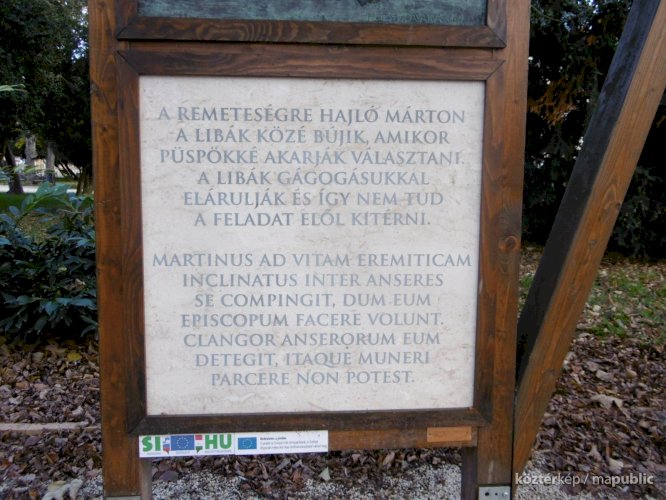 A REMETESÉGRE HAJLÓ MÁRTON
A LIBÁK KÖZÉ BÚJIK, AMIKOR
PÜSPÖKKÉ AKARJÁK VÁLASZTANI.
A LIBÁK GÁGOGÁSUKKAL
ELÁRULJÁK ÉS ÍGY NEM TUD
A FELADAT ELŐL KITÉRNI.
MARTINUS AD VITAM EREMITICAM
INCLINATUS INTER ANSERES
SE COMPINGIT, DUM EUM
EPISCOPUM FACERE VOLUNT.
CLANGOR ANSERORUM EUM
DETEGIT, ITAQUE MUNERI
PARCERE NON POTEST.
SI HU
köztérkép / mapublic